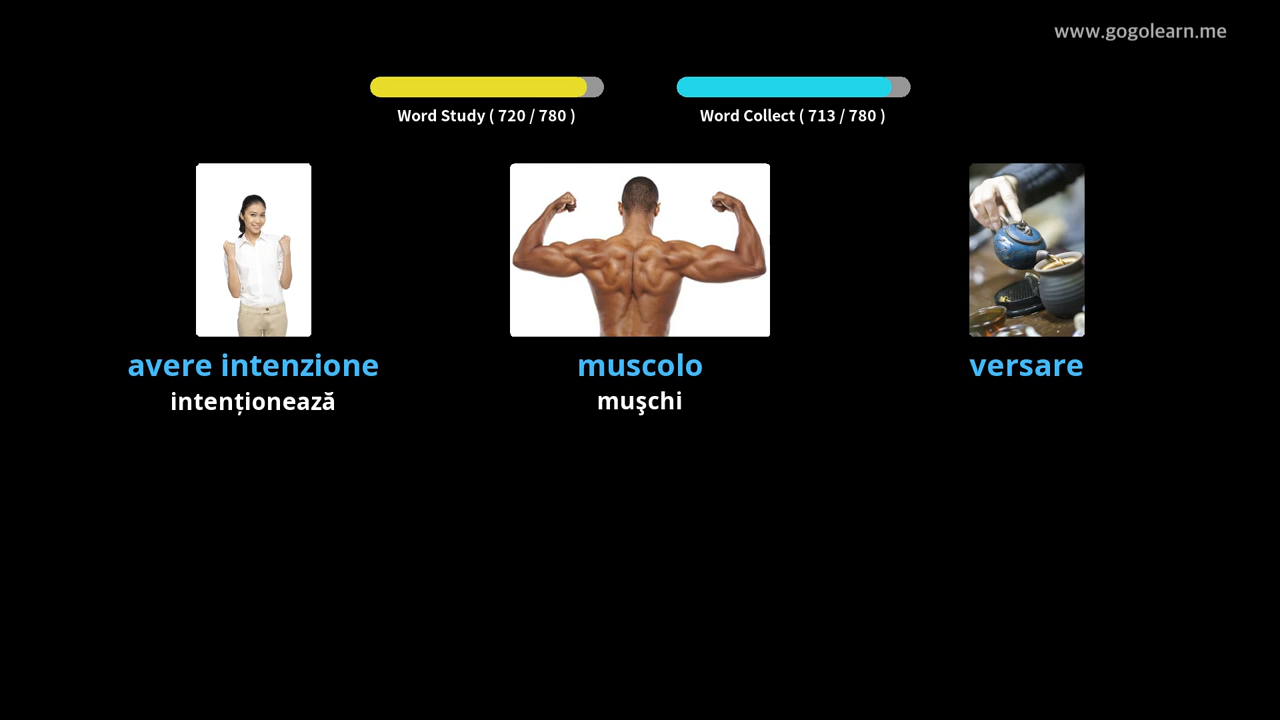 www.gogolearn.me
Word Study ( 720 / 780 )
Word Collect ( 713 / 780 )
avere intenzione
intenționează
muscolo
muşchi
versare